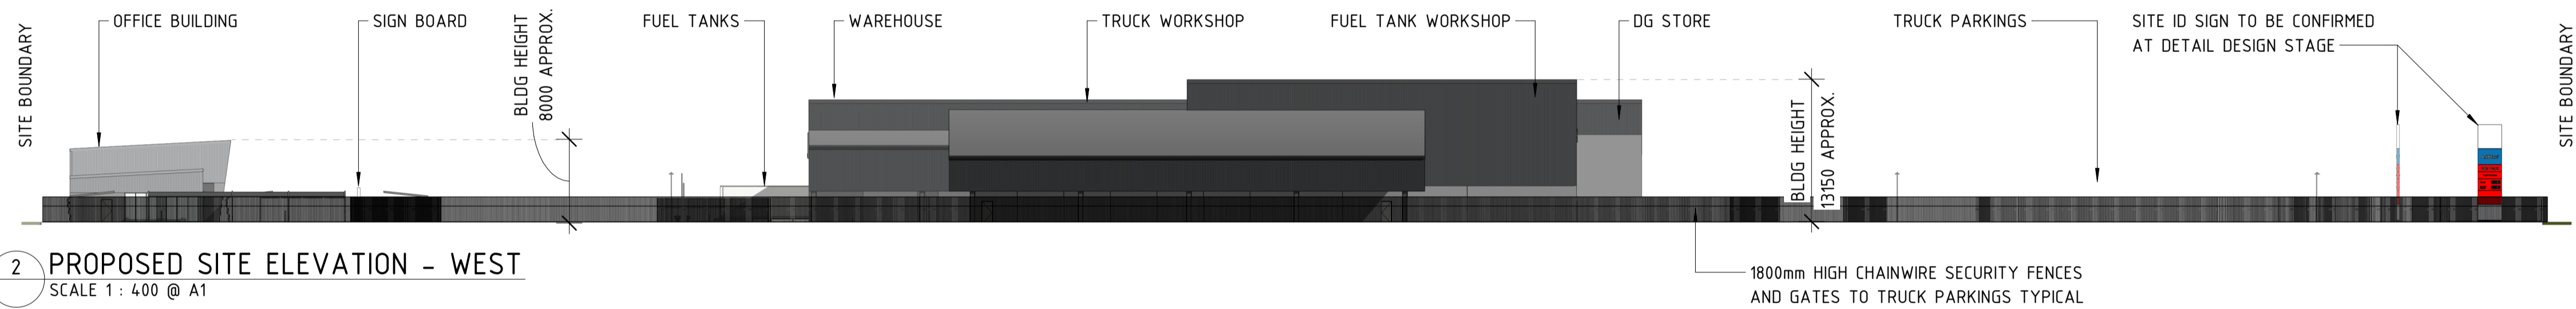 SITE BOUNDARY
OFFICE BUILDING
SIGN BOARD
BLDG HEIGHT
8000 APPROX.
FUEL TANKS
WAREHOUSE
TRUCK WORKSHOP
FUEL TANK WORKSHOP
DG STORE
BLDG HEIGHT
13150 APPROX.
TRUCK PARKINGS
SITE ID SIGN TO BE CONFIRMED
AT DETAIL DESIGN STAGE
SITE BOUNDARY
2
PROPOSED SITE ELEVATION - WEST
SCALE 1 : 400 @ A1
1800mm HIGH CHAINWIRE SECURITY FENCES
AND GATES TO TRUCK PARKINGS TYPICAL